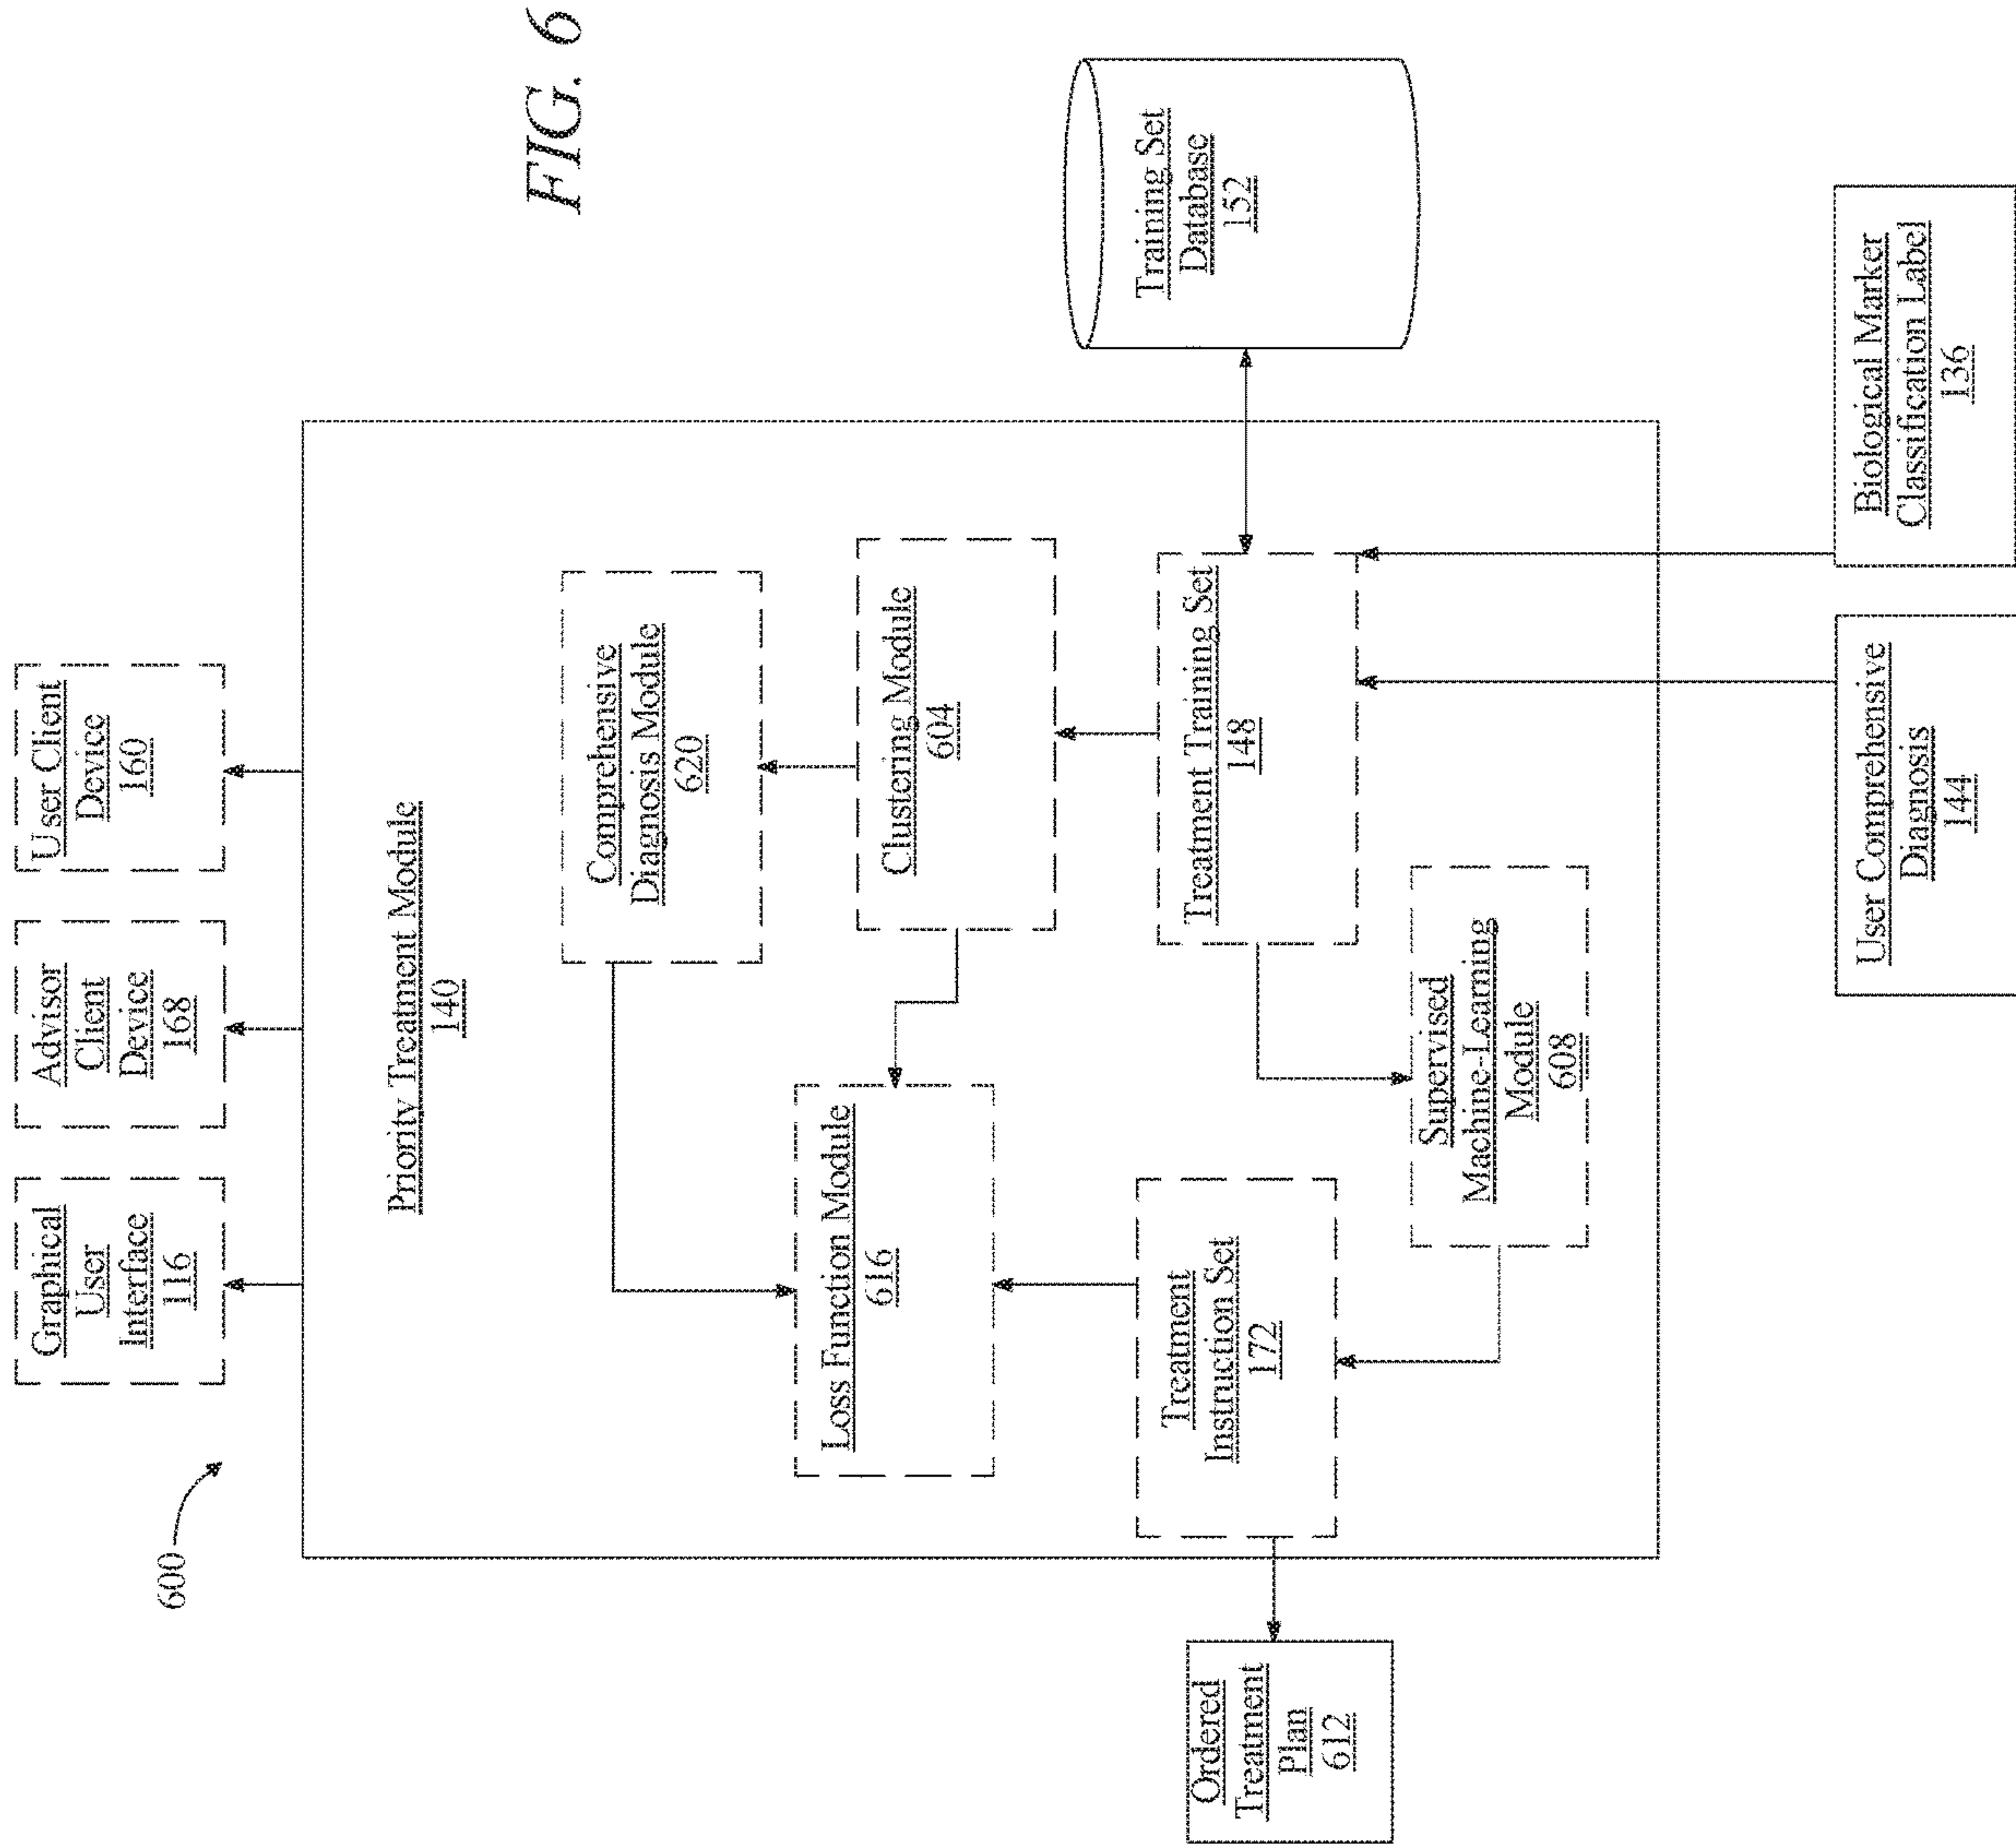 600
Graphical
User
Interface
116
Advisor
Client
Device
168
User Client
Device
160
Priority Treatment Module
140
Comprehensive
Diagnosis Module
620
Loss Function Module
616
Clustering Module
604
Ordered
Treatment
Plan
612
Treatment
Instruction Set
172
Treatment Training Set
148
Training Set
Database
152
Supervised
Machine-Learning
Module
608
User Comprehensive
Diagnosis
144
Biological Marker
Classification Label
136
FIG. 6